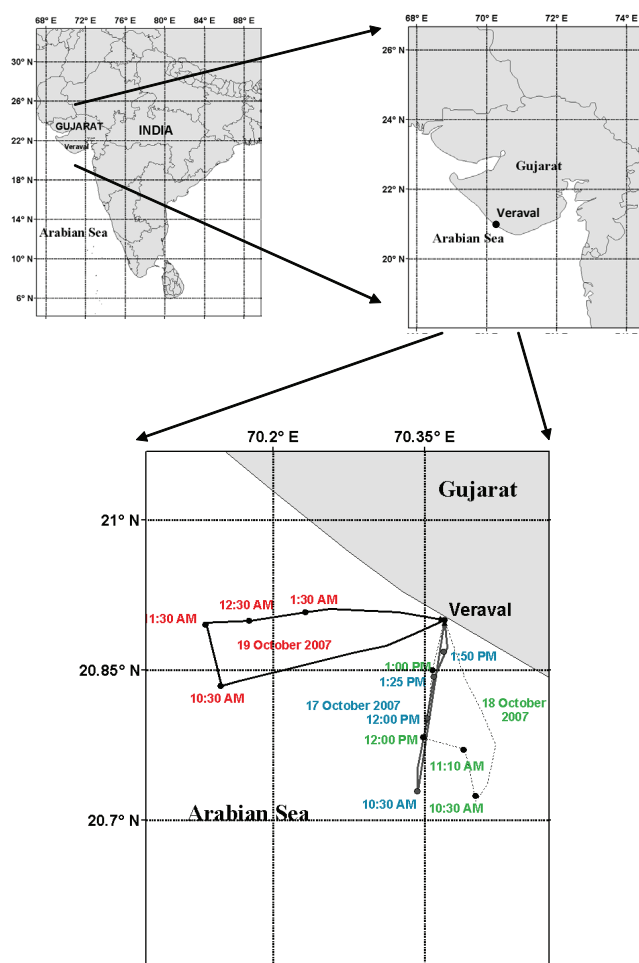 68° E 72° E 76° E 80° E 84° E 88° E
30° N
26° N
22° N
18° N
14° N
10° N
6° N
GUJARAT
INDIA
Veraval
Arabian Sea
68° E 70° E 72° E 74° E
26° N
24° N
22° N
20° N
Gujarat
Veraval
Arabian Sea
70.2° E 70.35° E
21° N
20.85° N
20.7° N
Gujarat
Veraval
1:30 AM
12:30 AM
11:30 AM
19 October 2007
10:30 AM
1:50 PM
1:00 PM
1:25 PM
17 October 2007
18 October
2007
12:00 PM
12:00 PM
11:10 AM
10:30 AM
10:30 AM
Arabian Sea